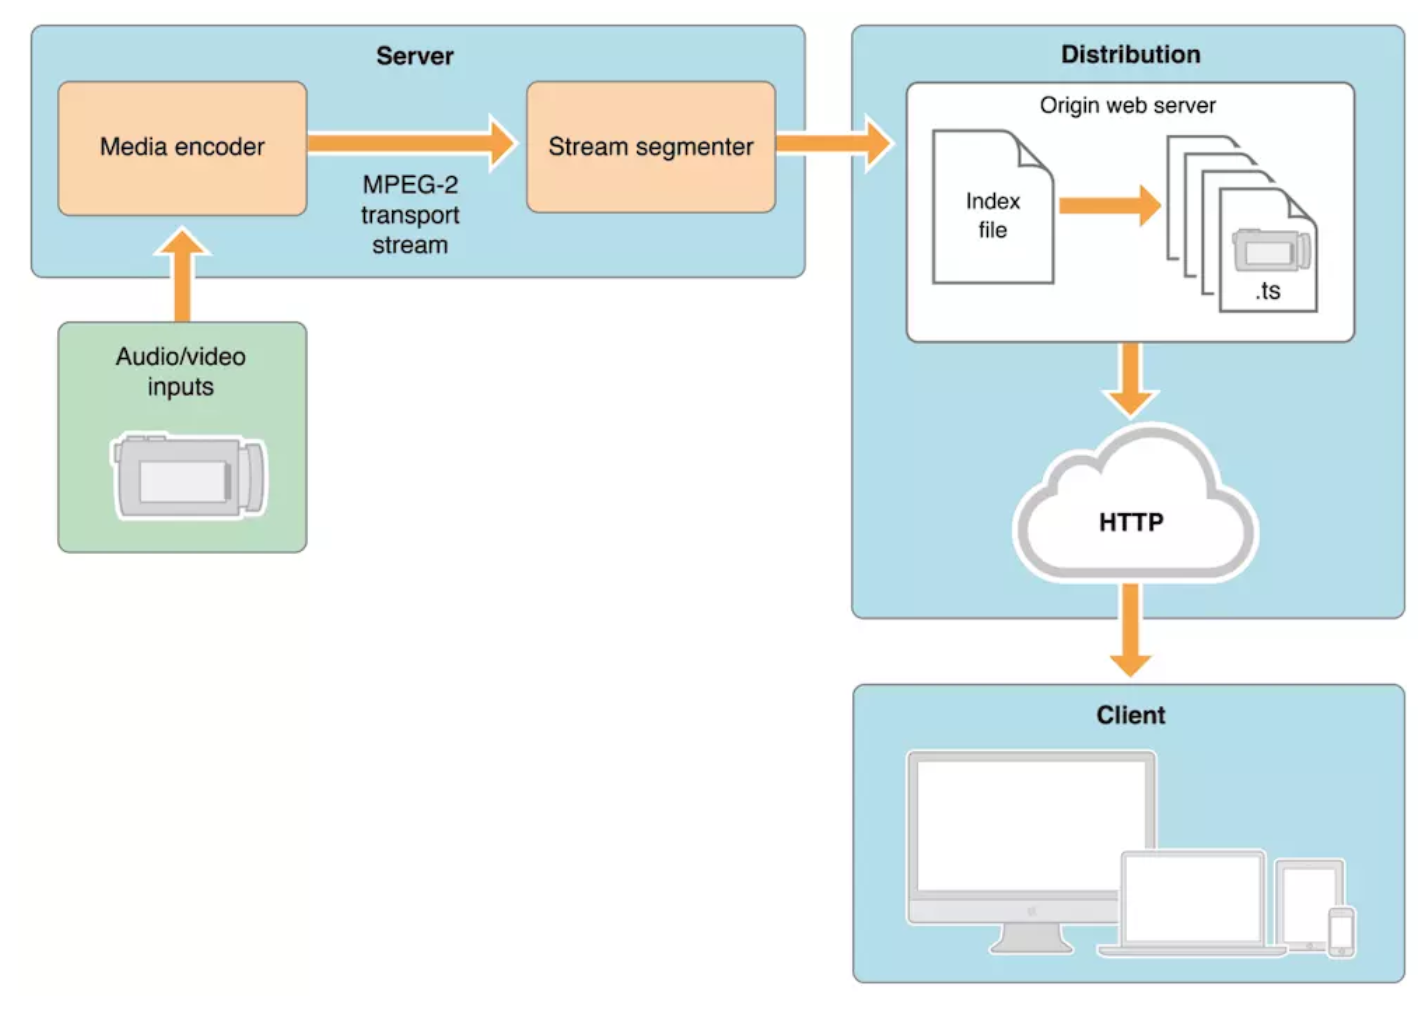 Server
Media encoder
MPEG-2
transport
stream
Stream segmenter
Audio/video
inputs
Distribution
Origin web server
Index
file
.ts
HTTP
Client